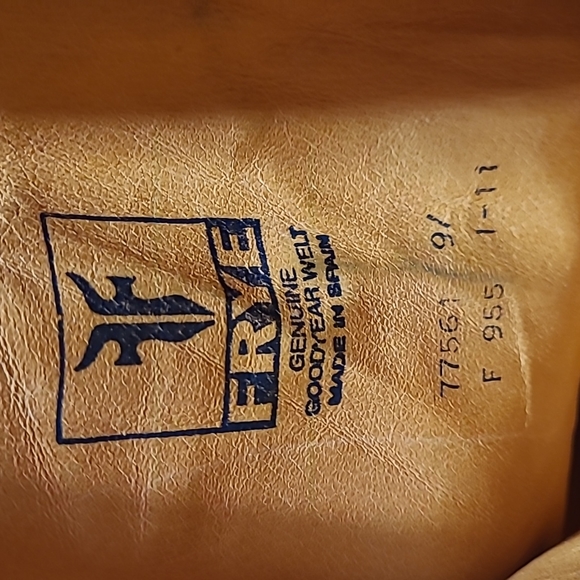 FRYE
GENUINE
GOODYEAR WELT
MADE IN SPAIN
77561 9/
F 955 1-11